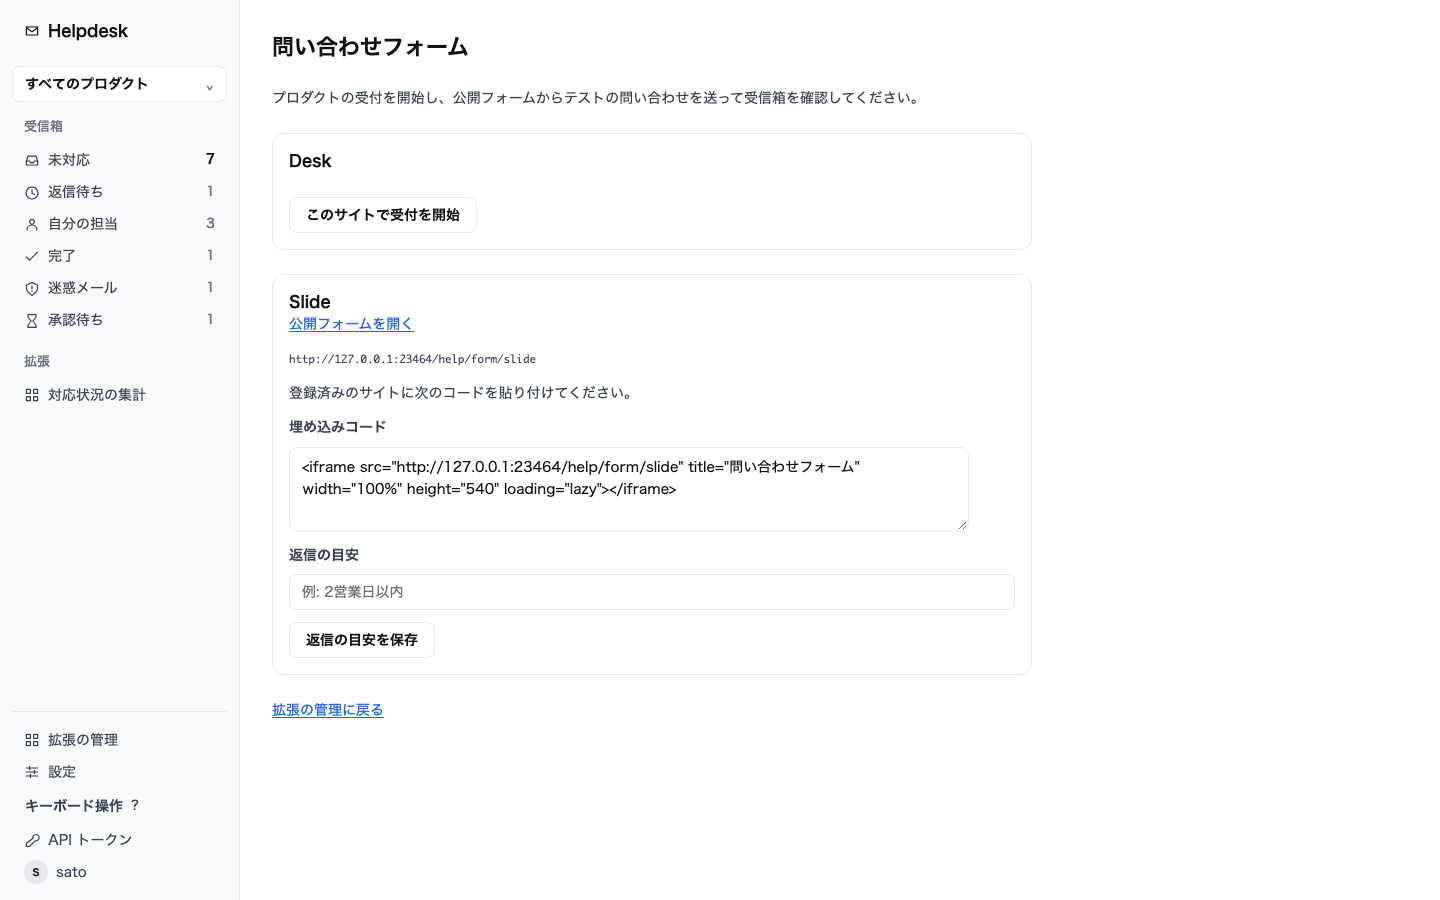 Helpdesk
すべてのプロダクト
受信箱
未対応 7
返信待ち 1
自分の担当 3
完了 1
迷惑メール 1
承認待ち 1
拡張
対応状況の集計
拡張の管理
設定
キーボード操作 ?
API トークン
S sato
問い合わせフォーム
プロダクトの受付を開始し、公開フォームからテストの問い合わせを送って受信箱を確認してください。
Desk
このサイトで受付を開始
Slide
公開フォームを開く
http://127.0.0.1:23464/help/form/slide
登録済みのサイトに次のコードを貼り付けてください。
埋め込みコード
<iframe src="http://127.0.0.1:23464/help/form/slide" title="問い合わせフォーム"
width="100%" height="540" loading="lazy"></iframe>
返信の目安
例: 2営業日以内
返信の目安を保存
拡張の管理に戻る